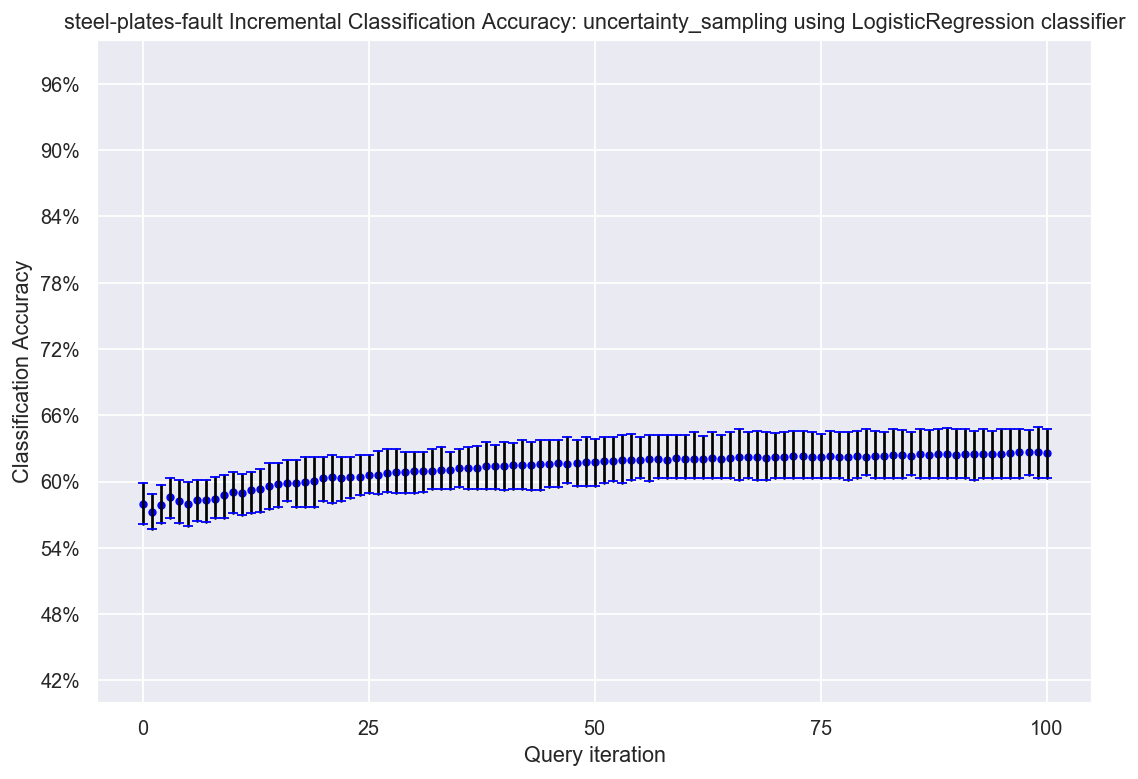 steel-plates-fault Incremental Classification Accuracy: uncertainty_sampling using LogisticRegression classifier
96%
90%
84%
78%
72%
66%
60%
54%
48%
42%
Classification Accuracy
0 25 50 75 100
Query iteration